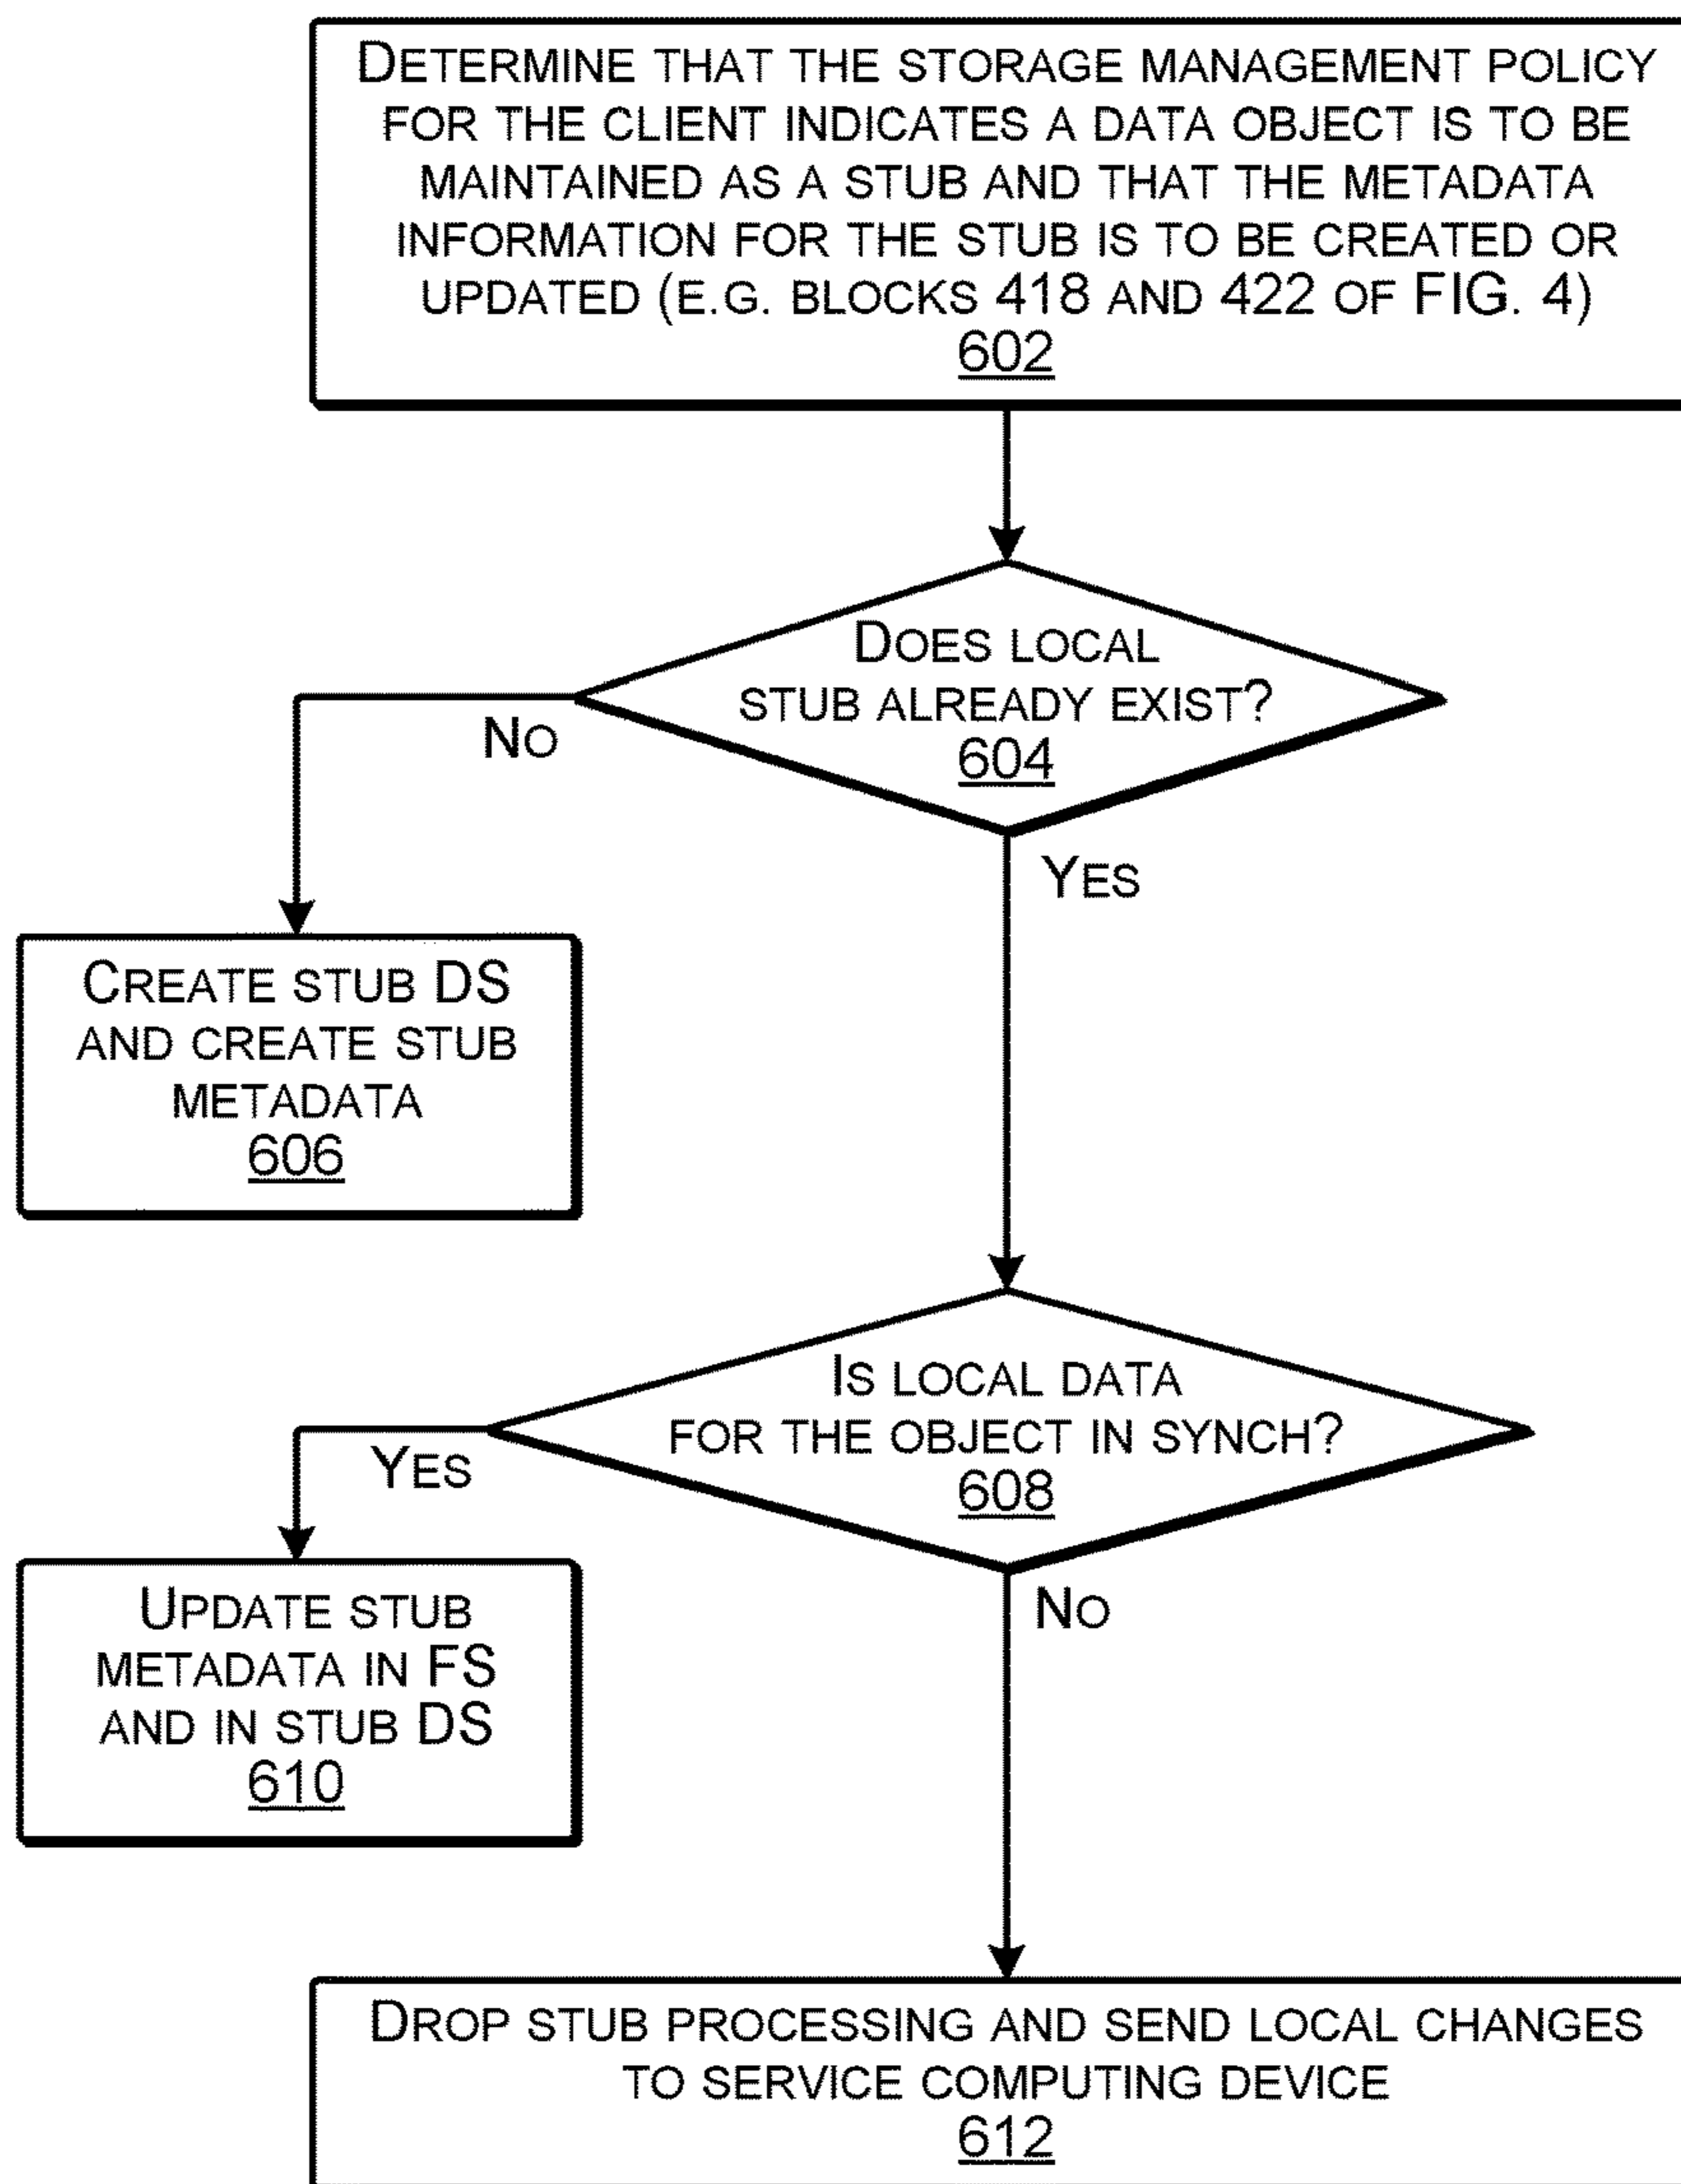 DETERMINE THAT THE STORAGE MANAGEMENT POLICY
FOR THE CLIENT INDICATES A DATA OBJECT IS TO BE
MAINTAINED AS A STUB AND THAT THE METADATA
INFORMATION FOR THE STUB IS TO BE CREATED OR
UPDATED (E.G. BLOCKS 418 AND 422 OF FIG. 4)
602
DOES LOCAL
STUB ALREADY EXIST?
604
NO
YES
CREATE STUB DS
AND CREATE STUB
METADATA
606
IS LOCAL DATA
FOR THE OBJECT IN SYNCH?
608
YES
NO
UPDATE STUB
METADATA IN FS
AND IN STUB DS
610
DROP STUB PROCESSING AND SEND LOCAL CHANGES
TO SERVICE COMPUTING DEVICE
612